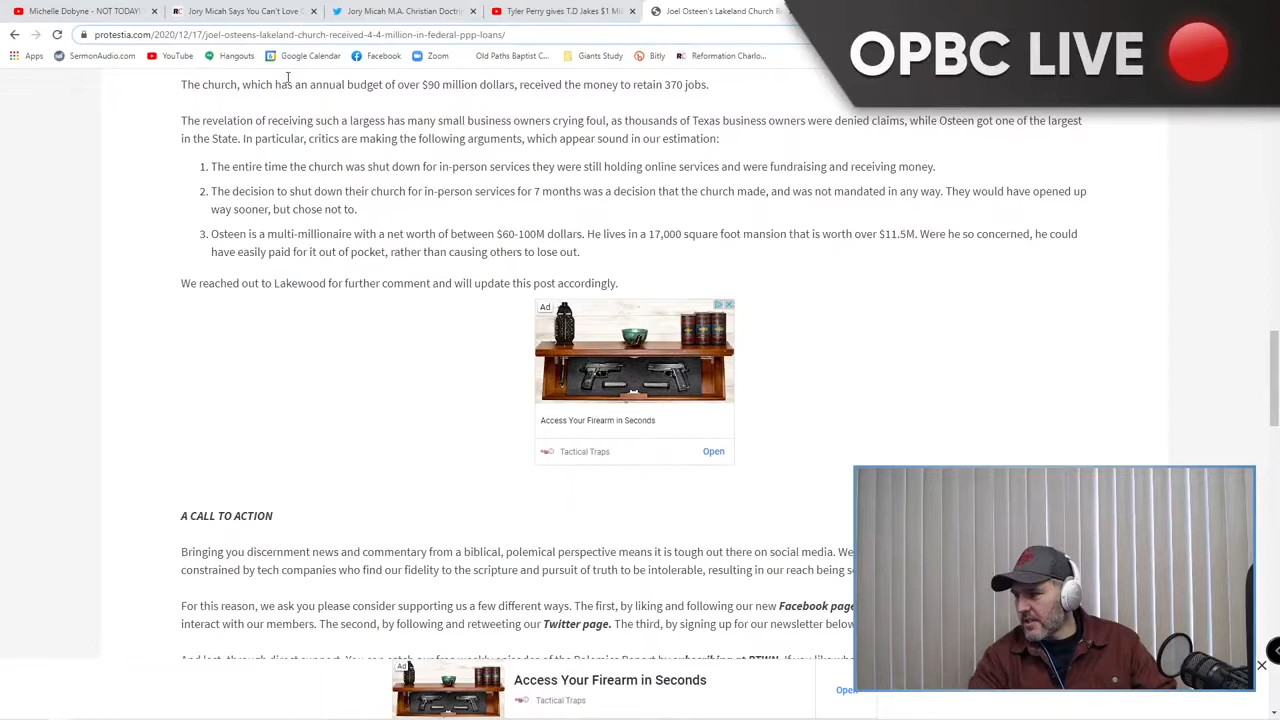 Michelle Dobyne - NOT TODAY!
Jory Micah Says You Can't Love G
Jory Micah M.A. Christian Doctrin
Tyler Perry gives T.D Jakes $1 Mi
Joel Osteen's Lakeland Church Re
OPBC LIVE
protestia.com/2020/12/17/joel-osteens-lakeland-church-received-4-4-million-in-federal-ppp-loans/
Apps
SermonAudio.com
YouTube
Hangouts
Google Calendar
Facebook
Zoom
Old Paths Baptist C...
Giants Study
Bitly
Reformation Charlo...
The church, which has an annual budget of over $90 million dollars, received the money to retain 370 jobs.
The revelation of receiving such a largess has many small business owners crying foul, as thousands of Texas business owners were denied claims, while Osteen got one of the largest
in the State. In particular, critics are making the following arguments, which appear sound in our estimation:
1. The entire time the church was shut down for in-person services they were still holding online services and were fundraising and receiving money.
2. The decision to shut down their church for in-person services for 7 months was a decision that the church made, and was not mandated in any way. They would have opened up
way sooner, but chose not to.
3. Osteen is a multi-millionaire with a net worth of between $60-100M dollars. He lives in a 17,000 square foot mansion that is worth over $11.5M. Were he so concerned, he could
have easily paid for it out of pocket, rather than causing others to lose out.
We reached out to Lakewood for further comment and will update this post accordingly.
Ad
Access Your Firearm in Seconds
Tactical Traps
Open
A CALL TO ACTION
Bringing you discernment news and commentary from a biblical, polemical perspective means it is tough out there on social media. We
constrained by tech companies who find our fidelity to the scripture and pursuit of truth to be intolerable, resulting in our reach being
For this reason, we ask you please consider supporting us a few different ways. The first, by liking and following our new Facebook page
interact with our members. The second, by following and retweeting our Twitter page. The third, by signing up for our newsletter below
Ad
Access Your Firearm in Seconds
Tactical Traps
Open